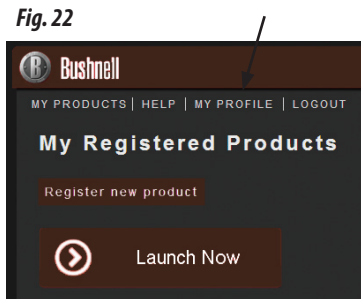 Fig. 22
B Bushnell
MY PRODUCTS | HELP | MY PROFILE | LOGOUT
My Registered Products
Register new product
Launch Now